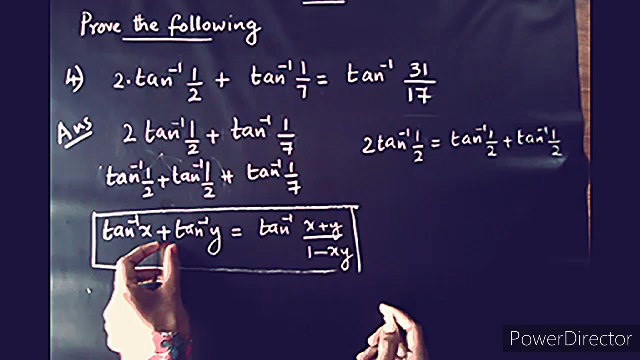 Prove the following
4) 2·tan⁻¹ 1/2 + tan⁻¹ 1/7 = tan⁻¹ 31/17
Ans 2 tan⁻¹ 1/2 + tan⁻¹ 1/7
2tan⁻¹ 1/2 = tan⁻¹ 1/2 + tan⁻¹ 1/2
tan⁻¹ 1/2 + tan⁻¹ 1/2 + tan⁻¹ 1/7
tan⁻¹x + tan⁻¹y = tan⁻¹ x+y/1-xy
PowerDirector